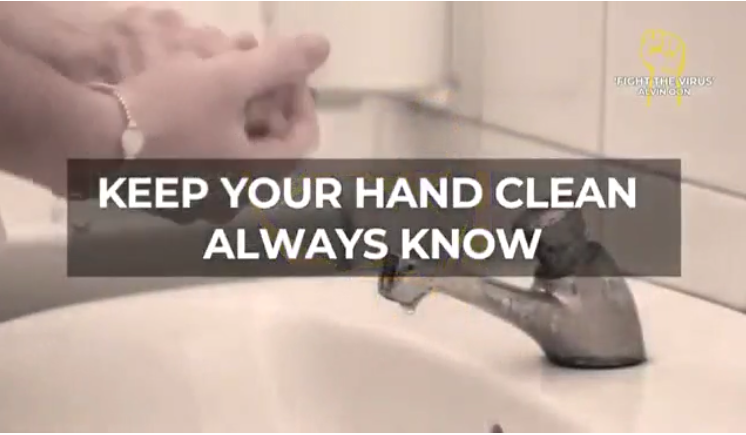 'FIGHT THE VIRUS'
ALVIN OON
KEEP YOUR HAND CLEAN
ALWAYS KNOW